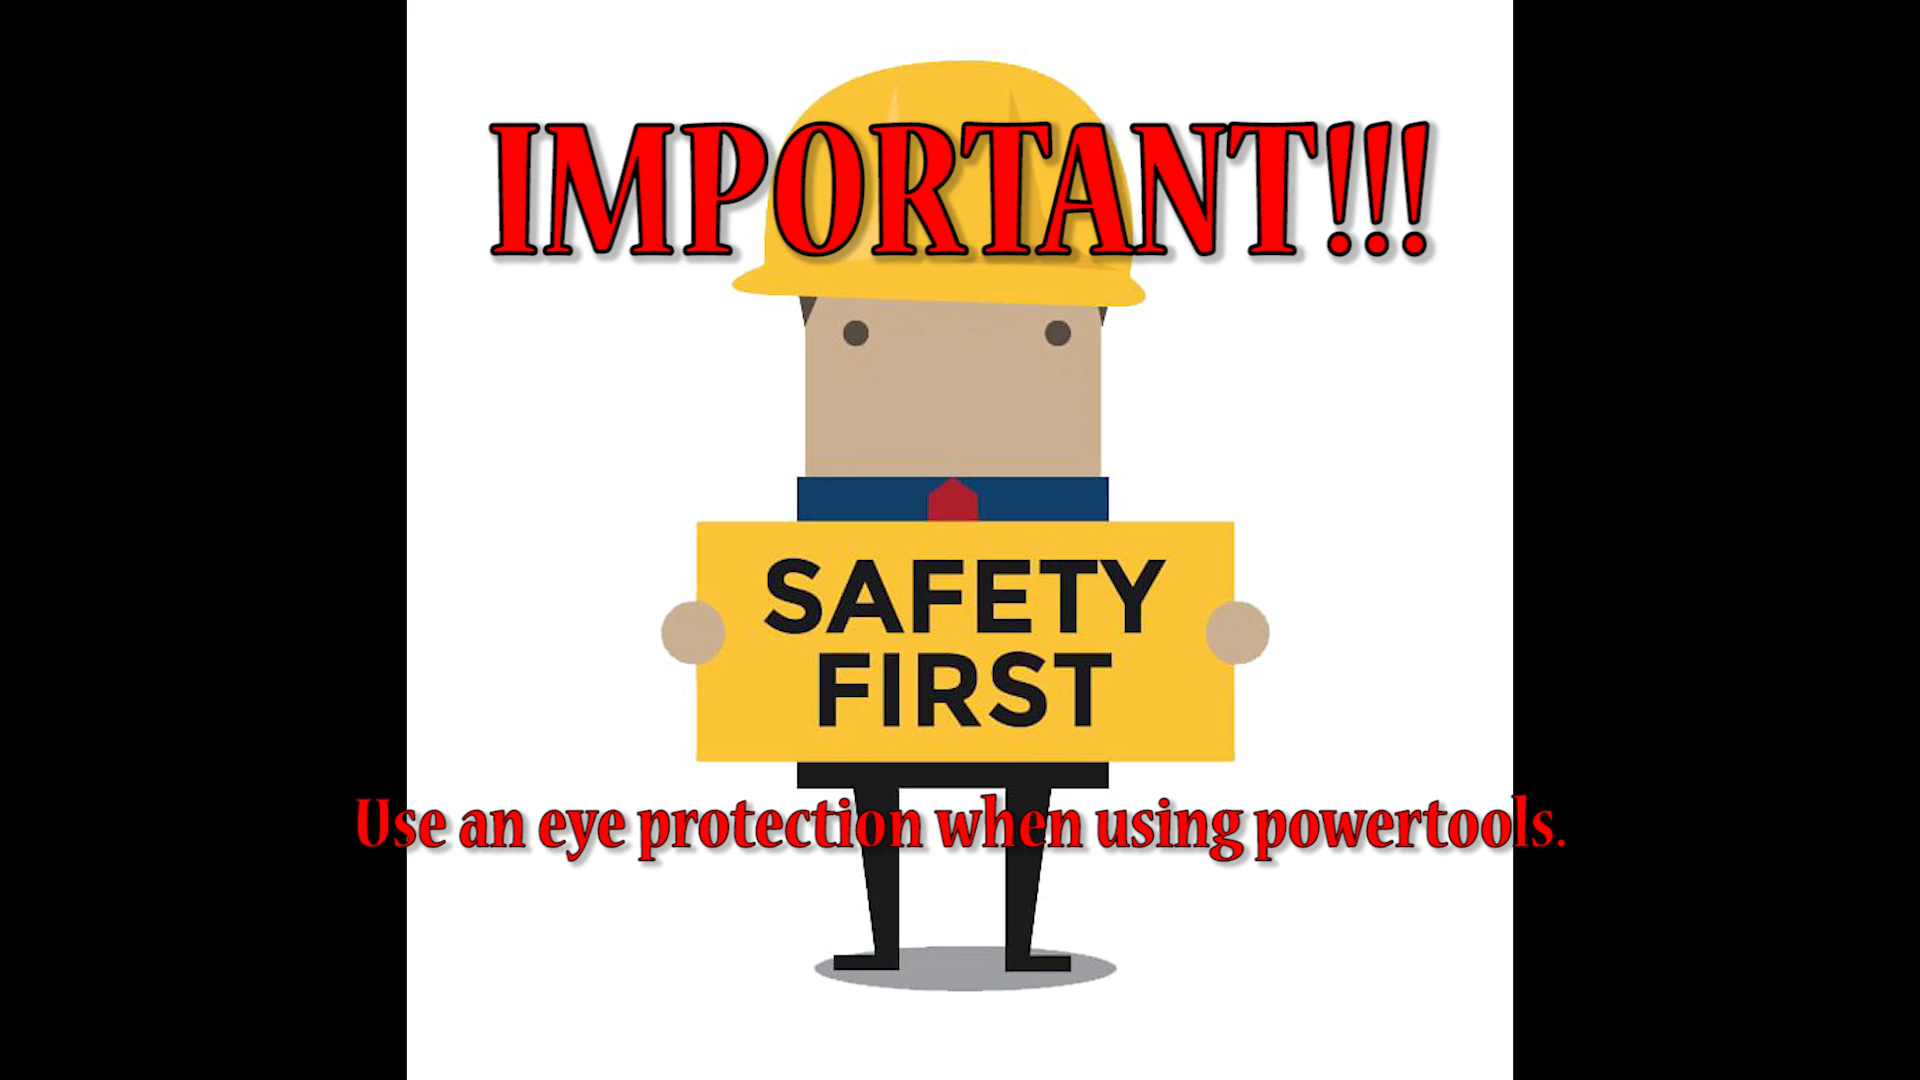 IMPORTANT!!!
SAFETY
FIRST
Use an eye protection when using powertools.